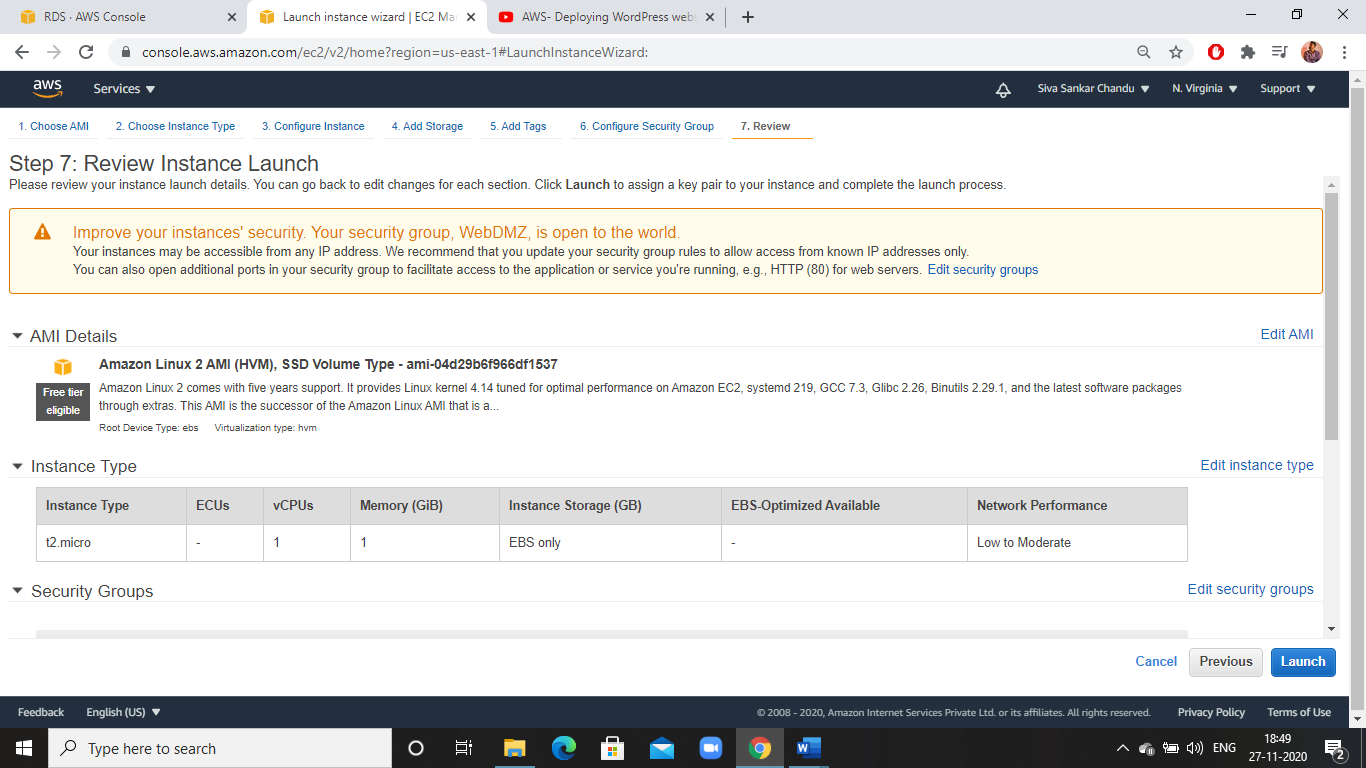 RDS · AWS Console
Launch instance wizard | EC2 Ma
AWS- Deploying WordPress web
console.aws.amazon.com/ec2/v2/home?region=us-east-1#LaunchInstanceWizard:
aws
Services
Siva Sankar Chandu
N. Virginia
Support
1. Choose AMI
2. Choose Instance Type
3. Configure Instance
4. Add Storage
5. Add Tags
6. Configure Security Group
7. Review
Step 7: Review Instance Launch
Please review your instance launch details. You can go back to edit changes for each section. Click Launch to assign a key pair to your instance and complete the launch process.
Improve your instances' security. Your security group, WebDMZ, is open to the world.
Your instances may be accessible from any IP address. We recommend that you update your security group rules to allow access from known IP addresses only.
You can also open additional ports in your security group to facilitate access to the application or service you're running, e.g., HTTP (80) for web servers. Edit security groups
AMI Details
Edit AMI
Amazon Linux 2 AMI (HVM), SSD Volume Type - ami-04d29b6f966df1537
Free tier
eligible
Amazon Linux 2 comes with five years support. It provides Linux kernel 4.14 tuned for optimal performance on Amazon EC2, systemd 219, GCC 7.3, Glibc 2.26, Binutils 2.29.1, and the latest software packages
through extras. This AMI is the successor of the Amazon Linux AMI that is a...
Root Device Type: ebs Virtualization type: hvm
Instance Type
Edit instance type
Instance Type ECUs vCPUs Memory (GiB) Instance Storage (GB) EBS-Optimized Available Network Performance
t2.micro - 1 1 EBS only - Low to Moderate
Security Groups
Edit security groups
Cancel
Previous
Launch
Feedback
English (US)
© 2008 - 2020, Amazon Internet Services Private Ltd. or its affiliates. All rights reserved.
Privacy Policy
Terms of Use
Type here to search
W
ENG
18:49
27-11-2020
2